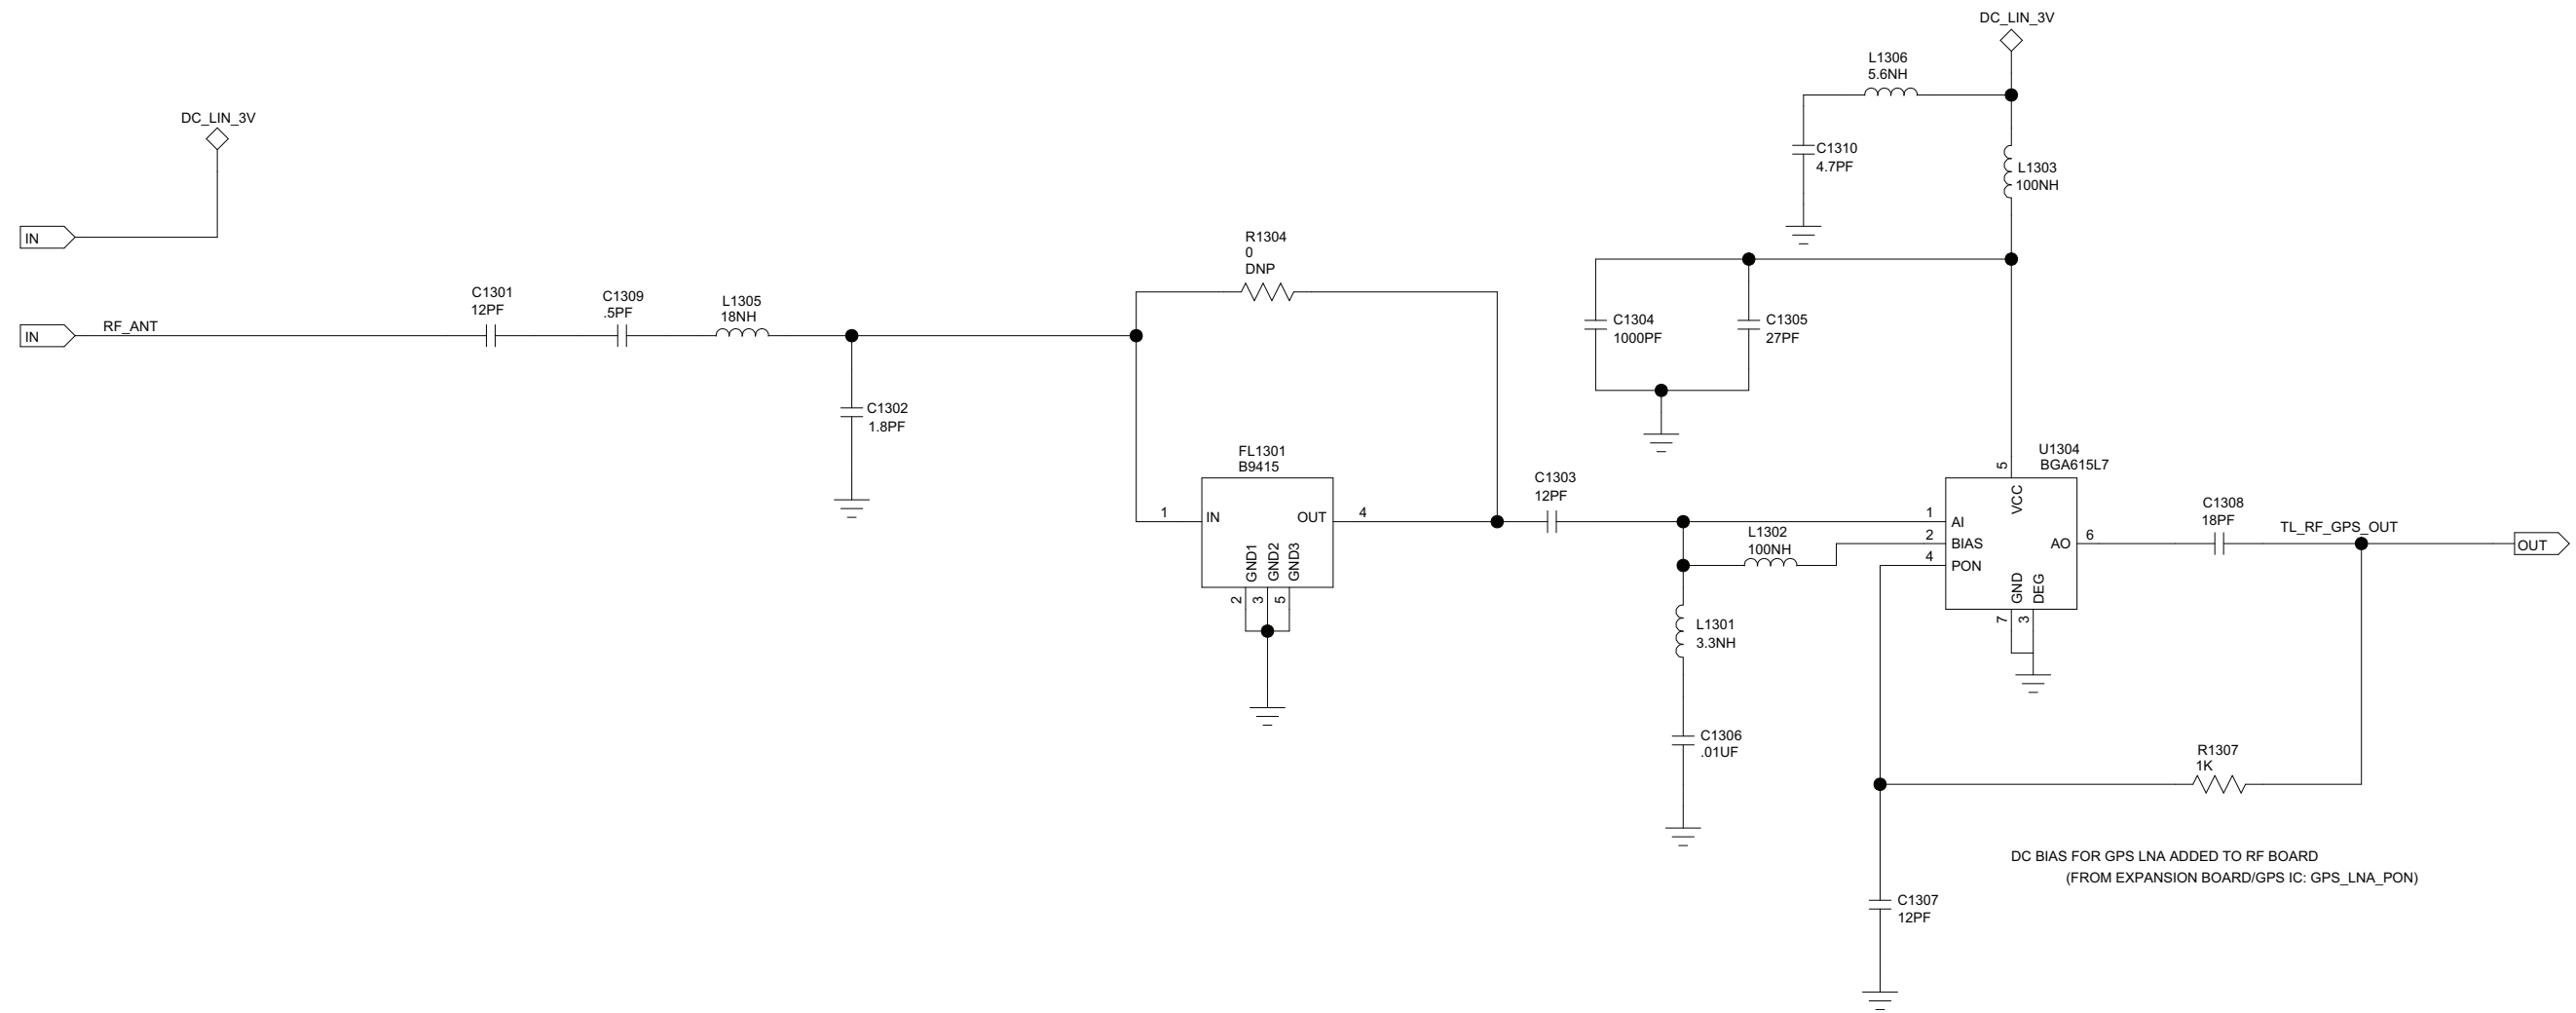 DC_LIN_3V
L1306
5.6NH
DC_LIN_3V
C1310
4.7PF
L1303
100NH
IN
R1304
0
DNP
C1301
12PF
C1309
.5PF
L1305
18NH
IN
RF_ANT
C1304
1000PF
C1305
27PF
C1302
1.8PF
FL1301
B9415
1
IN
OUT
4
GND1
GND2
GND3
2
3
5
C1303
12PF
U1304
BGA615L7
5
VCC
1
AI
2
BIAS
4
PON
AO
6
GND
DEG
7
3
L1302
100NH
C1308
18PF
TL_RF_GPS_OUT
OUT
L1301
3.3NH
C1306
.01UF
R1307
1K
DC BIAS FOR GPS LNA ADDED TO RF BOARD
(FROM EXPANSION BOARD/GPS IC: GPS_LNA_PON)
C1307
12PF